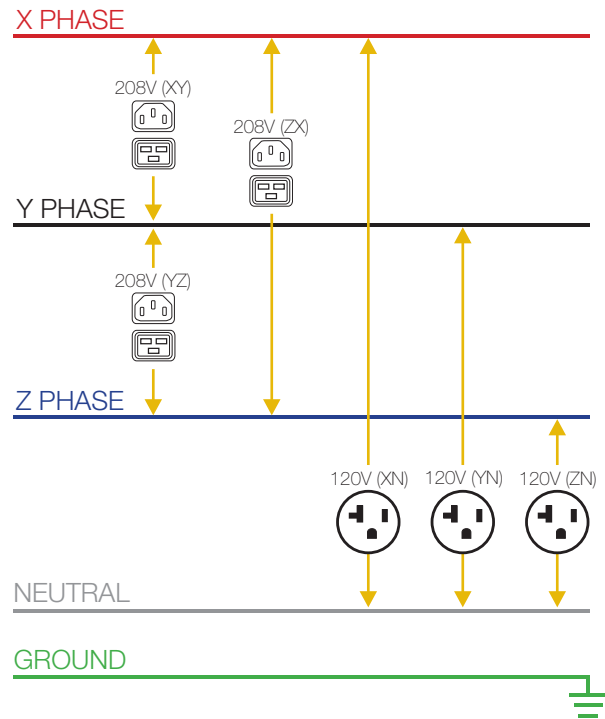 X PHASE
208V (XY)
208V (ZX)
Y PHASE
208V (YZ)
Z PHASE
120V (XN)
120V (YN)
120V (ZN)
NEUTRAL
GROUND